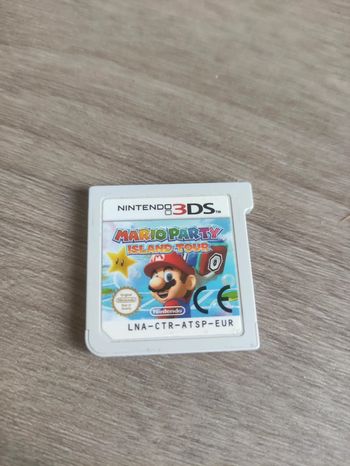 NINTENDO 3DS
MARIO PARTY
ISLAND TOUR
M
Nintendo
CE
LNA-CTR-ATSP-EUR